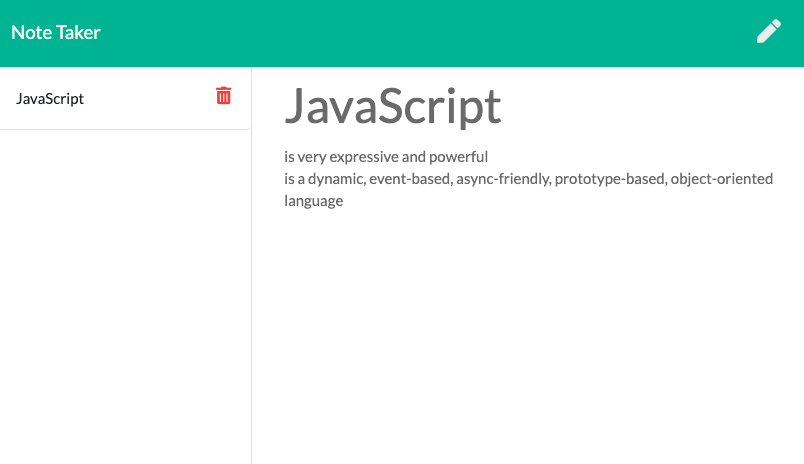 Note Taker
JavaScript
JavaScript
is very expressive and powerful
is a dynamic, event-based, async-friendly, prototype-based, object-oriented
language